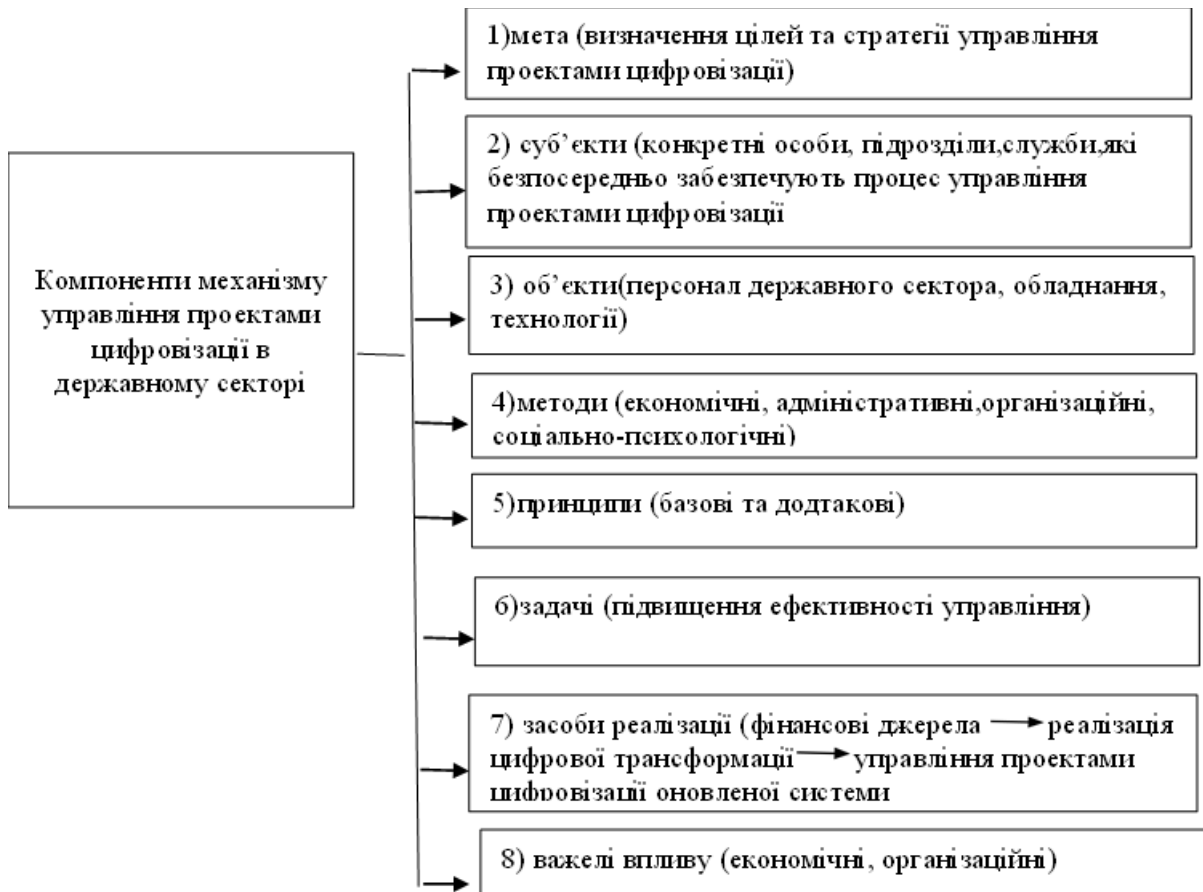 Компоненти механізму
управління проектами
цифровізації в
державному секторі
1)мета (визначення цілей та стратегії управління
проектами цифровізації)
2) суб’єкти (конкретні особи, підрозділи,служби,які
безпосередньо забезпечують процес управління
проектами цифровізації
3) об’єкти(персонал державного сектора, обладнання,
технології)
4)методи (економічні, адміністративні,організаційні,
соціально-психологічні)
5)принципи (базові та додтакові)
6)задачі (підвищення ефективності управління)
7) засоби реалізації (фінансові джерела → реалізація
цифрової трансформації → управління проектами
цифровізації оновленої системи
8) важелі впливу (економічні, організаційні)